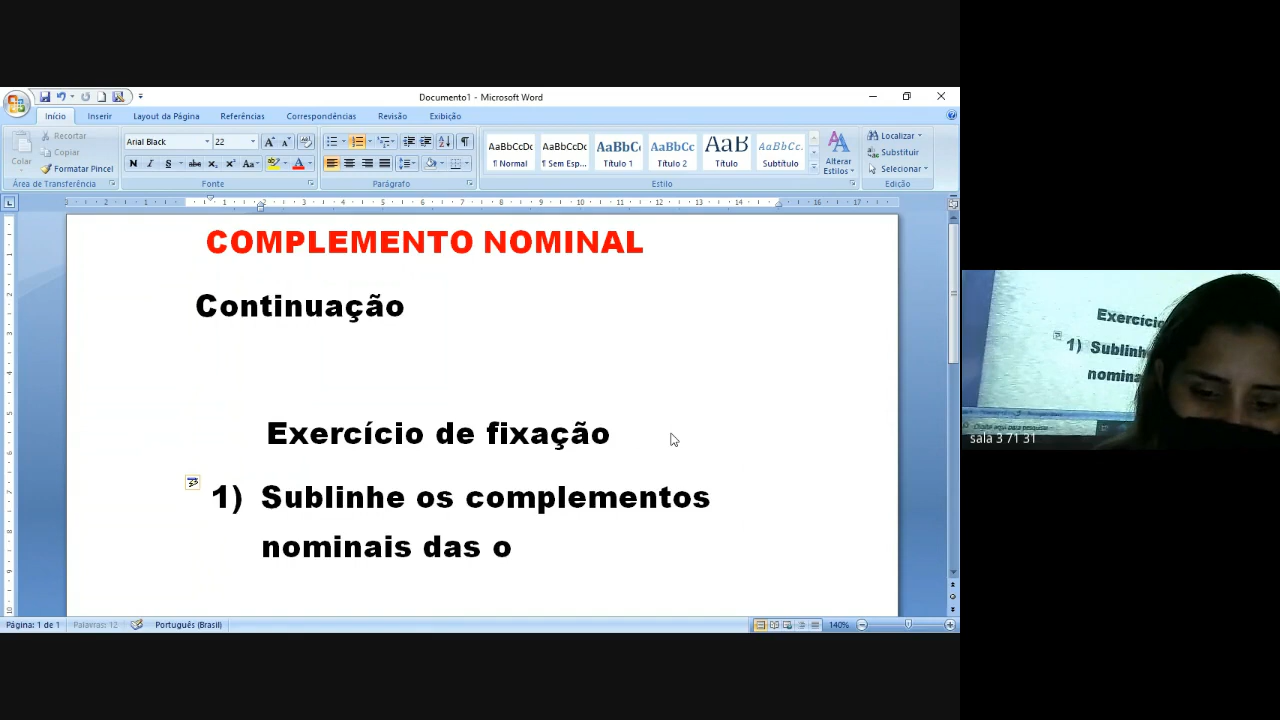 Documento1 - Microsoft Word
Início Inserir Layout da Página Referências Correspondências Revisão Exibição
Colar
Recortar
Copiar
Formatar Pincel
Área de Transferência
Arial Black 22
Fonte
Parágrafo
AaBbCcDc AaBbCcDc AaBbC AaBbCc AaB AaBbCc.
¶ Normal ¶ Sem Esp... Título 1 Título 2 Título Subtítulo
Alterar Estilos
Estilo
Localizar
Substituir
Selecionar
Edição
COMPLEMENTO NOMINAL
Continuação
Exercício de fixação
1) Sublinhe os complementos
nominais das o
Página: 1 de 1 Palavras: 12 Português (Brasil) 140%
Exercício
1) Sublinh
nomina
sala 3 71 31